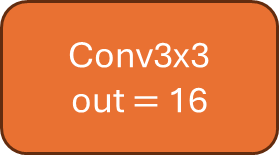 Conv3x3
out = 16